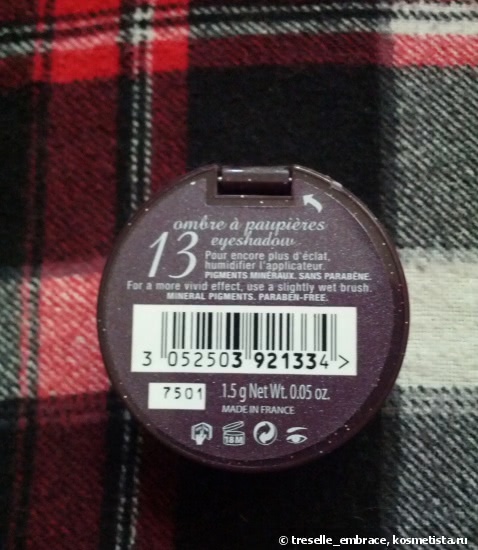 ombre à paupières
eyeshadow
13
Pour encore plus d'éclat,
humidifier l'applicateur.
PIGMENTS MINÉRAUX. SANS PARABÈNE.
For a more vivid effect, use a slightly wet brush.
MINERAL PIGMENTS. PARABEN-FREE.
3 052503 921334 >
7501
1.5 g Net Wt. 0.05 oz.
MADE IN FRANCE
18M
© treselle_embrace, kosmetista.ru